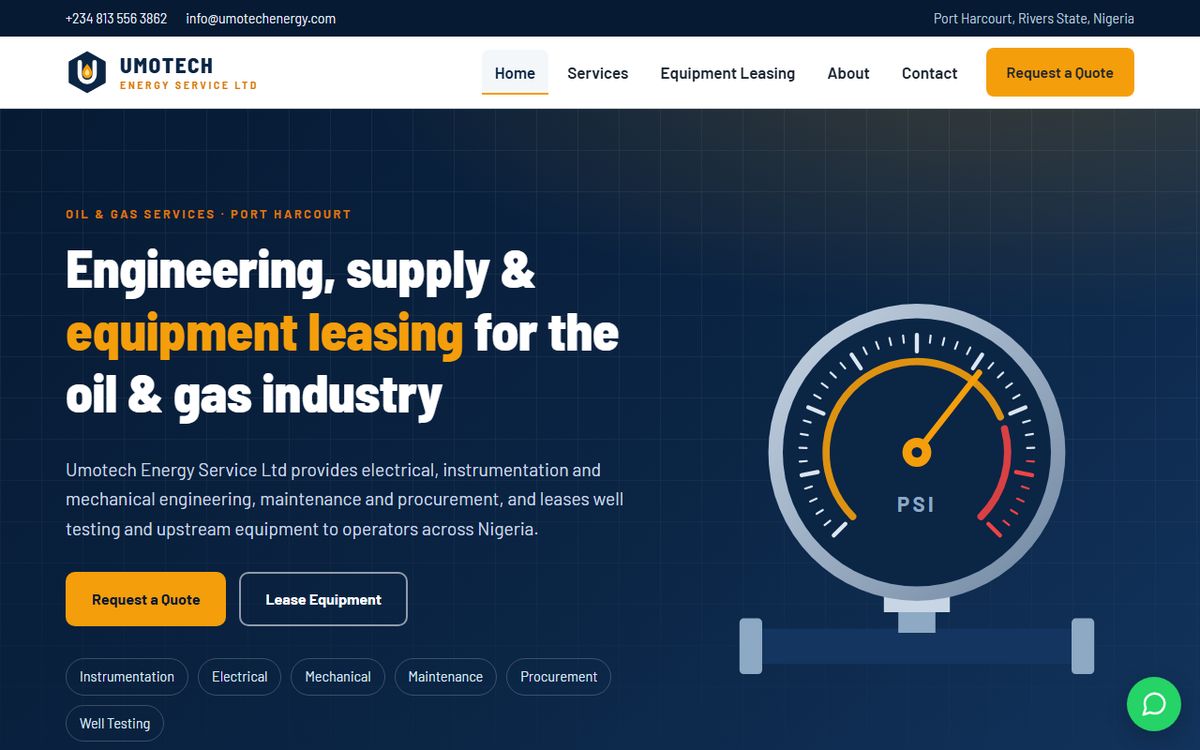 +234 813 556 3862 info@umotechenergy.com Port Harcourt, Rivers State, Nigeria
UMOTECH
ENERGY SERVICE LTD
Home Services Equipment Leasing About Contact Request a Quote
OIL & GAS SERVICES · PORT HARCOURT
Engineering, supply &
equipment leasing for the
oil & gas industry
Umotech Energy Service Ltd provides electrical, instrumentation and
mechanical engineering, maintenance and procurement, and leases well
testing and upstream equipment to operators across Nigeria.
Request a Quote Lease Equipment
Instrumentation Electrical Mechanical Maintenance Procurement
Well Testing
PSI